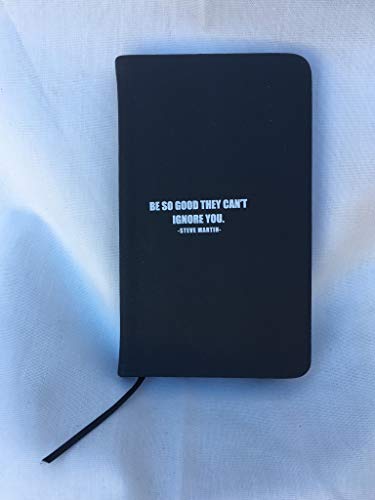 BE SO GOOD THEY CAN'T
IGNORE YOU.
-STEVE MARTIN-